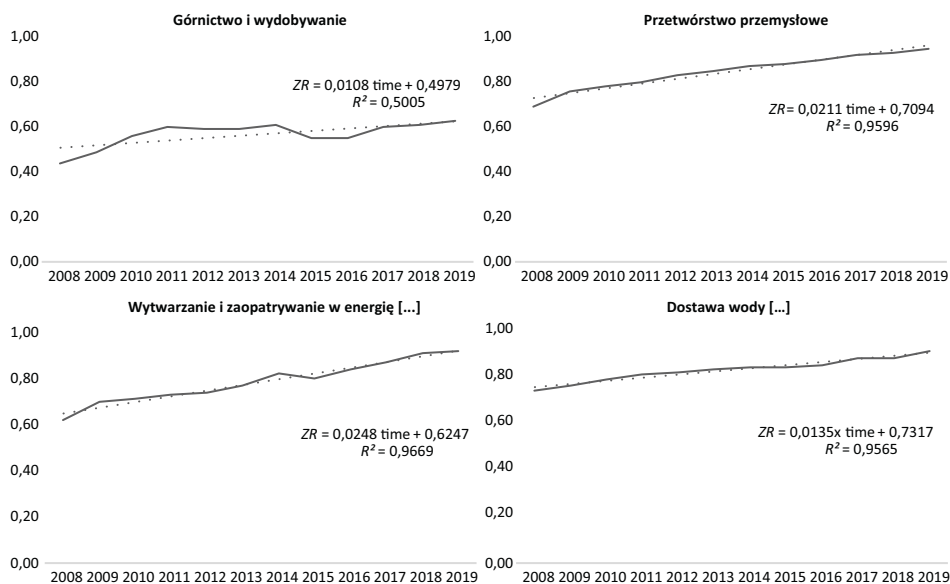 Górnictwo i wydobywanie
1,00
0,80
0,60
0,40
0,20
0,00
ZR = 0,0108 time + 0,4979
R² = 0,5005
2008 2009 2010 2011 2012 2013 2014 2015 2016 2017 2018 2019
Przetwórstwo przemysłowe
1,00
0,80
0,60
0,40
0,20
0,00
ZR = 0,0211 time + 0,7094
R² = 0,9596
2008 2009 2010 2011 2012 2013 2014 2015 2016 2017 2018 2019
Wytwarzanie i zaopatrywanie w energię [...]
1,00
0,80
0,60
0,40
0,20
0,00
ZR = 0,0248 time + 0,6247
R² = 0,9669
2008 2009 2010 2011 2012 2013 2014 2015 2016 2017 2018 2019
Dostawa wody [...]
1,00
0,80
0,60
0,40
0,20
0,00
ZR = 0,0135x time + 0,7317
R² = 0,9565
2008 2009 2010 2011 2012 2013 2014 2015 2016 2017 2018 2019